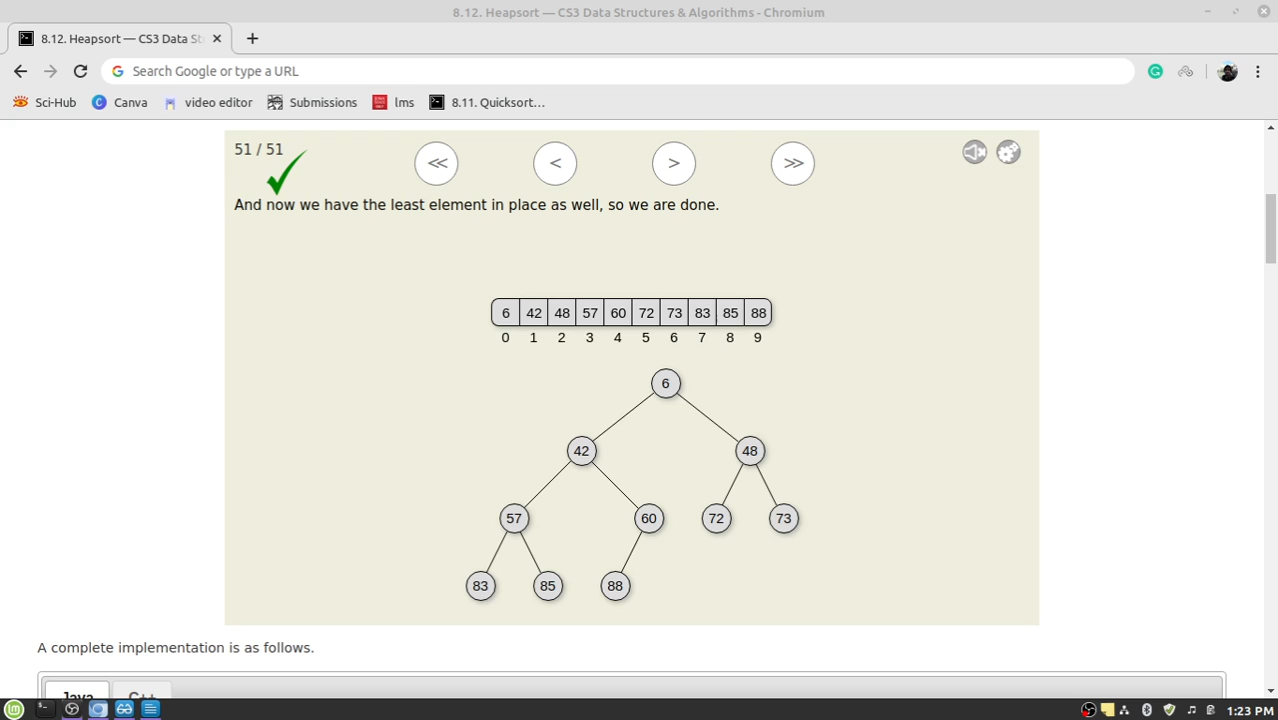 8.12. Heapsort — CS3 Data Structures & Algorithms - Chromium
8.12. Heapsort — CS3 Data St
Search Google or type a URL
Sci-Hub Canva video editor Submissions lms 8.11. Quicksort...
51 / 51
<< < > >>
And now we have the least element in place as well, so we are done.
6 42 48 57 60 72 73 83 85 88
0 1 2 3 4 5 6 7 8 9
6
42 48
57 60 72 73
83 85 88
A complete implementation is as follows.
Java C++
1:23 PM